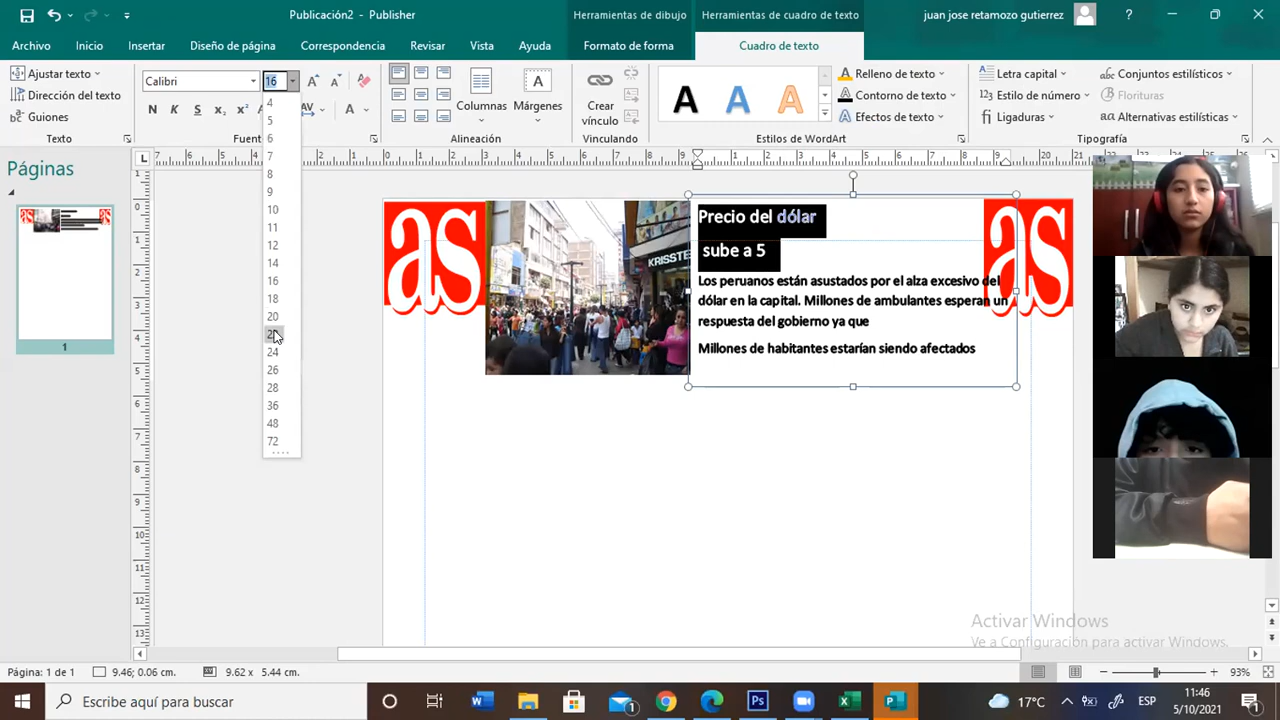 Publicación2 - Publisher
Herramientas de dibujo
Herramientas de cuadro de texto
juan jose retamozo gutierrez
?
Archivo
Inicio
Insertar
Diseño de página
Correspondencia
Revisar
Vista
Ayuda
Formato de forma
Cuadro de texto
Ajustar texto
Dirección del texto
Guiones
Texto
Calibri
16
N K S X² AV A
Fuent
Alineación
Columnas
Márgenes
Crear vínculo
Vinculando
A A A
Relleno de texto
Contorno de texto
Efectos de texto
Estilos de WordArt
Letra capital
Estilo de número
Ligaduras
Conjuntos estilísticos
Florituras
Alternativas estilísticas
Tipografía
4
5
6
7
8
9
10
11
12
14
16
18
20
24
26
28
36
48
72
Páginas
1
as
KRISSTE
Precio del dólar
sube a 5
Los peruanos están asustados por el alza excesivo del
dólar en la capital. Millones de ambulantes esperan un
respuesta del gobierno ya que
Millones de habitantes estarían siendo afectados
as
Activar Windows
Ve a Configuración para activar Windows.
Página: 1 de 1
9.46; 0.06 cm.
9.62 x 5.44 cm.
93%
Escribe aquí para buscar
17°C
ESP
11:46
5/10/2021